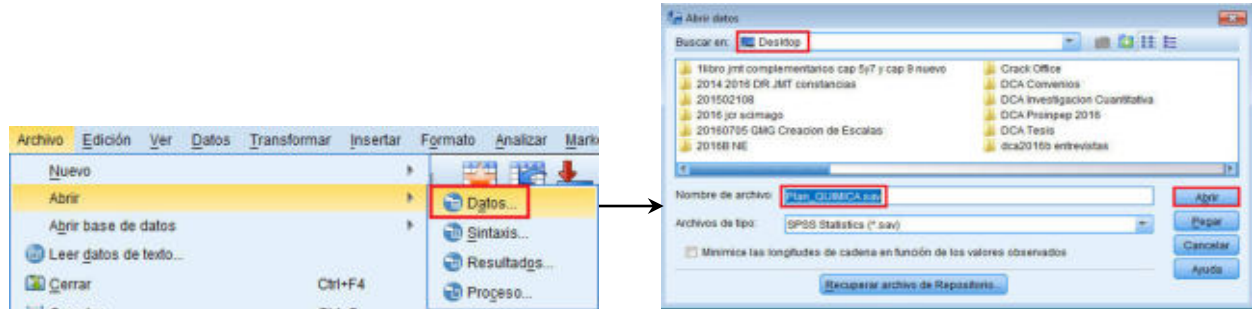 Archivo Edición Ver Datos Transformar Insertar Formato Analizar Mark
Nuevo
Abrir
Abrir base de datos
Leer datos de texto...
Cerrar Ctrl+F4
Datos...
Sintaxis...
Resultados...
Proceso...
Abrir datos
Buscar en: Desktop
1libro jmt complementarios cap 5y7 y cap 9 nuevo
2014 2016 DR JMT constancias
201502108
2016 jcr scimago
20160705 GMG Creacion de Escalas
2016B NE
Crack Office
DCA Convenios
DCA Investigacion Cuantitativa
DCA Proinpep 2016
DCA Tesis
dca2016b entrevistas
Nombre de archivo: Plan_QUIMICA.sav
Abrir
Archivos de tipo: SPSS Statistics (*.sav)
Pegar
Minimice las longitudes de cadena en función de los valores observados
Cancelar
Recuperar archivo de Repositorio...
Ayuda